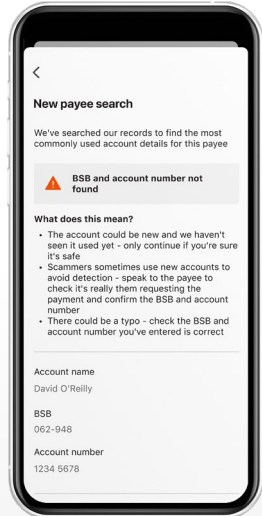 New payee search
We've searched our records to find the most
commonly used account details for this payee
BSB and account number not
found
What does this mean?
• The account could be new and we haven't
seen it used yet - only continue if you're sure
it's safe
• Scammers sometimes use new accounts to
avoid detection - speak to the payee to
check it's really them requesting the
payment and confirm the BSB and account
number
• There could be a typo - check the BSB and
account number you've entered is correct
Account name
David O'Reilly
BSB
062-948
Account number
1234 5678